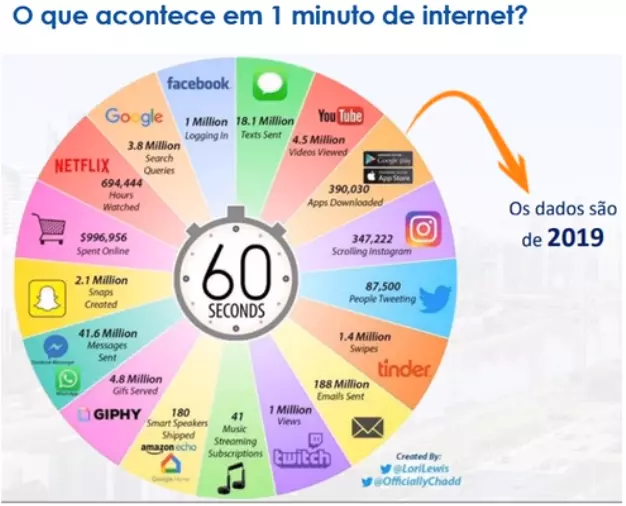 O que acontece em 1 minuto de internet?
facebook
1 Million
Logging In
18.1 Million
Texts Sent
YouTube
4.5 Million
Videos Viewed
Google play
App Store
390,030
Apps Downloaded
Os dados são
de 2019
347,222
Scrolling Instagram
87,500
People Tweeting
1.4 Million
Swipes
tinder
188 Million
Emails Sent
1 Million
Views
twitch
41
Music
Streaming
Subscriptions
180
Smart Speakers
Shipped
amazon echo
Google Home
4.8 Million
Gifs Served
GIPHY
41.6 Million
Messages
Sent
Facebook Messenger
WhatsApp
2.1 Million
Snaps
Created
$996,956
Spent Online
NETFLIX
694,444
Hours
Watched
Google
3.8 Million
Search
Queries
60
SECONDS
Created By:
@LoriLewis
@OfficiallyChadd